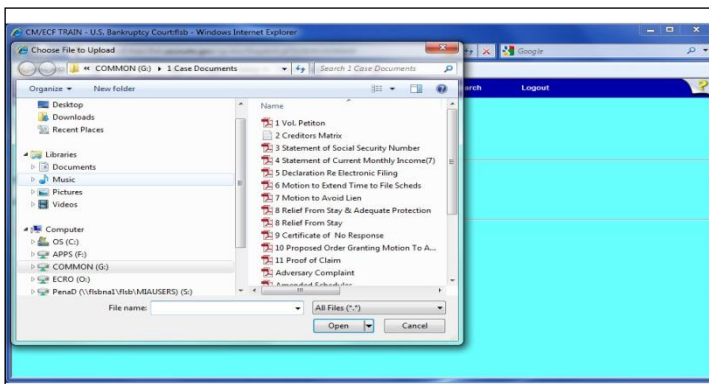 CM/ECF TRAIN - U.S. Bankruptcy Court:flsb - Windows Internet Explorer
Choose File to Upload
Google
« COMMON (G:) ▸ 1 Case Documents
Search 1 Case Documents
Organize ▾ New folder
Logout
Desktop
Downloads
Recent Places
Libraries
Documents
Music
Pictures
Videos
Computer
OS (C:)
APPS (F:)
COMMON (G:)
ECRO (O:)
PenaD (\\flsbna1\flsb\MIAUSERS) (S:)
Name
1 Vol. Petiton
2 Creditors Matrix
3 Statement of Social Security Number
4 Statement of Current Monthly Income(7)
5 Declaration Re Electronic Filing
6 Motion to Extend Time to File Scheds
7 Motion to Avoid Lien
8 Relief From Stay & Adequate Protection
8 Relief From Stay
9 Certificate of No Response
10 Proposed Order Granting Motion To A...
11 Proof of Claim
Adversary Complaint
Amended Schedules
File name:
All Files (*.*)
Open
Cancel